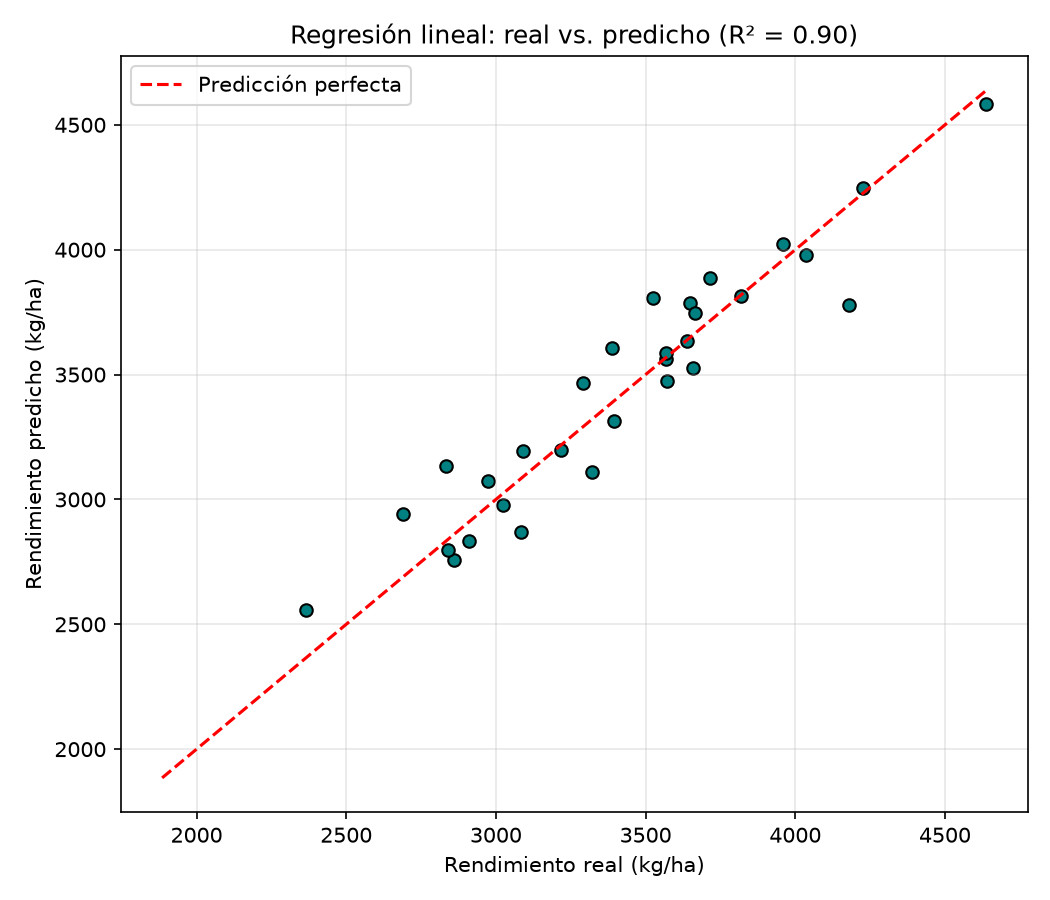 Regresión lineal: real vs. predicho (R² = 0.90)
Predicción perfecta
4500
4000
3500
3000
2500
2000
Rendimiento predicho (kg/ha)
2000 2500 3000 3500 4000 4500
Rendimiento real (kg/ha)